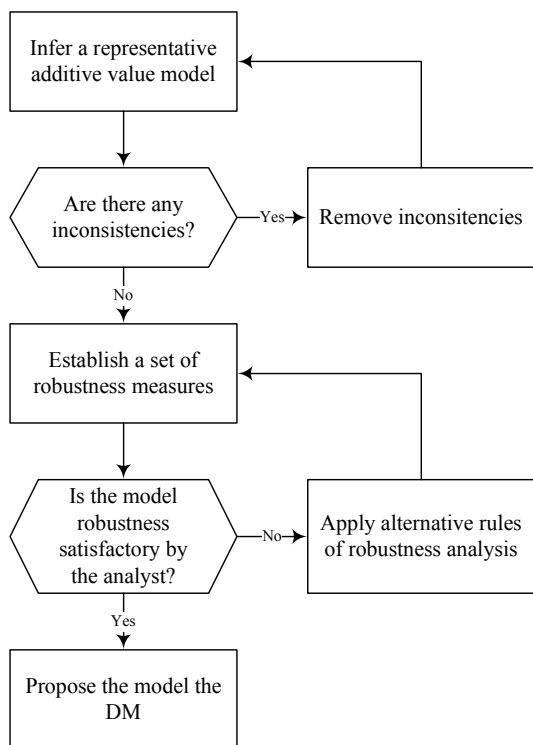 Infer a representative
additive value model
Are there any
inconsistencies?
Yes
Remove inconsitencies
No
Establish a set of
robustness measures
Is the model
robustness
satisfactory by
the analyst?
No
Apply alternative rules
of robustness analysis
Yes
Propose the model the
DM